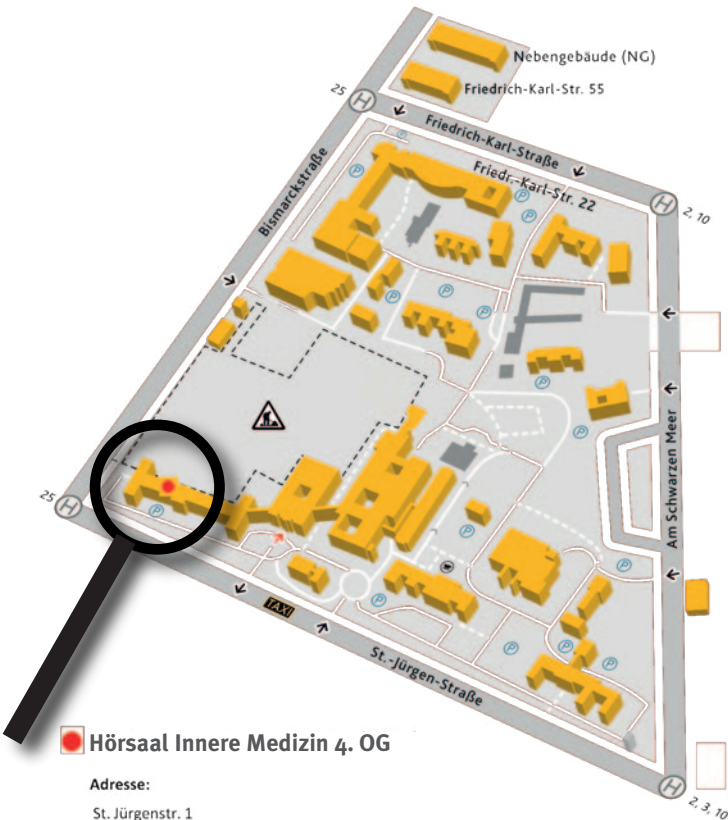 Nebengebäude (NG)
Friedrich-Karl-Str. 55
25
H
Friedrich-Karl-Straße
Friedr.-Karl-Str. 22
H
2, 10
Bismarckstraße
P
P
P
P
P
P
P
P
P
Am Schwarzen Meer
25
H
P
P
P
P
TAXI
P
P
P
St.-Jürgen-Straße
Hörsaal Innere Medizin 4. OG
H
2, 3, 10
Adresse:
St. Jürgenstr. 1